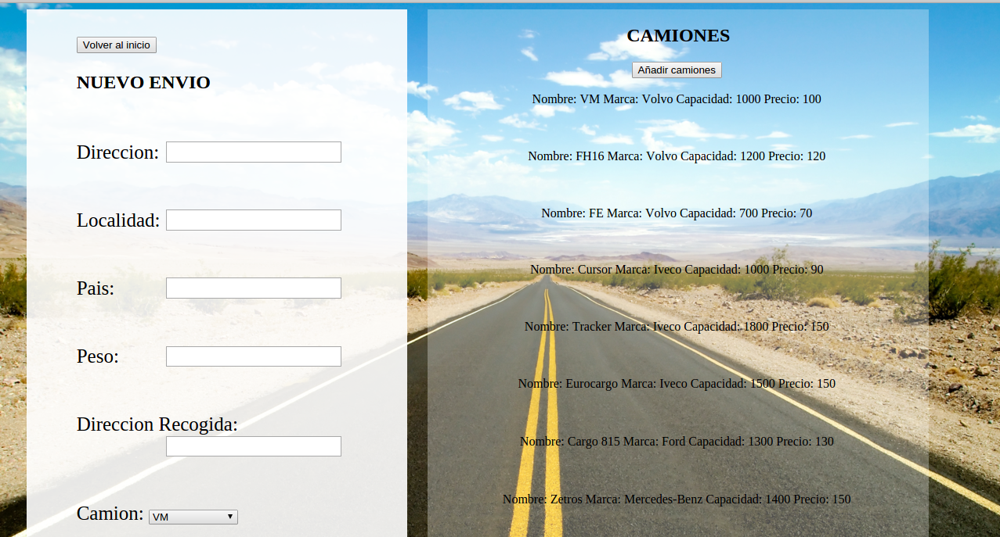 Volver al inicio
NUEVO ENVIO
Direccion:
Localidad:
Pais:
Peso:
Direccion Recogida:
Camion: VM
CAMIONES
Añadir camiones
Nombre: VM Marca: Volvo Capacidad: 1000 Precio: 100
Nombre: FH16 Marca: Volvo Capacidad: 1200 Precio: 120
Nombre: FE Marca: Volvo Capacidad: 700 Precio: 70
Nombre: Cursor Marca: Iveco Capacidad: 1000 Precio: 90
Nombre: Tracker Marca: Iveco Capacidad: 1800 Precio: 150
Nombre: Eurocargo Marca: Iveco Capacidad: 1500 Precio: 150
Nombre: Cargo 815 Marca: Ford Capacidad: 1300 Precio: 130
Nombre: Zetros Marca: Mercedes-Benz Capacidad: 1400 Precio: 150